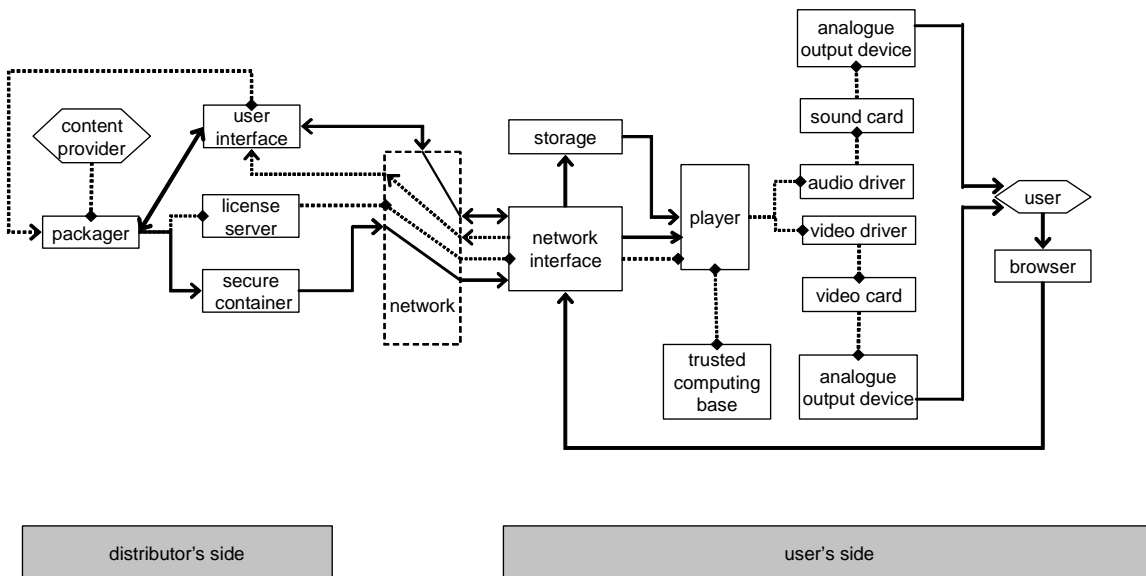 analogue
output device
content
provider
user
interface
storage
sound card
packager
license
server
network
interface
player
audio driver
user
video driver
secure
container
network
browser
video card
trusted
computing
base
analogue
output device
distributor's side
user's side